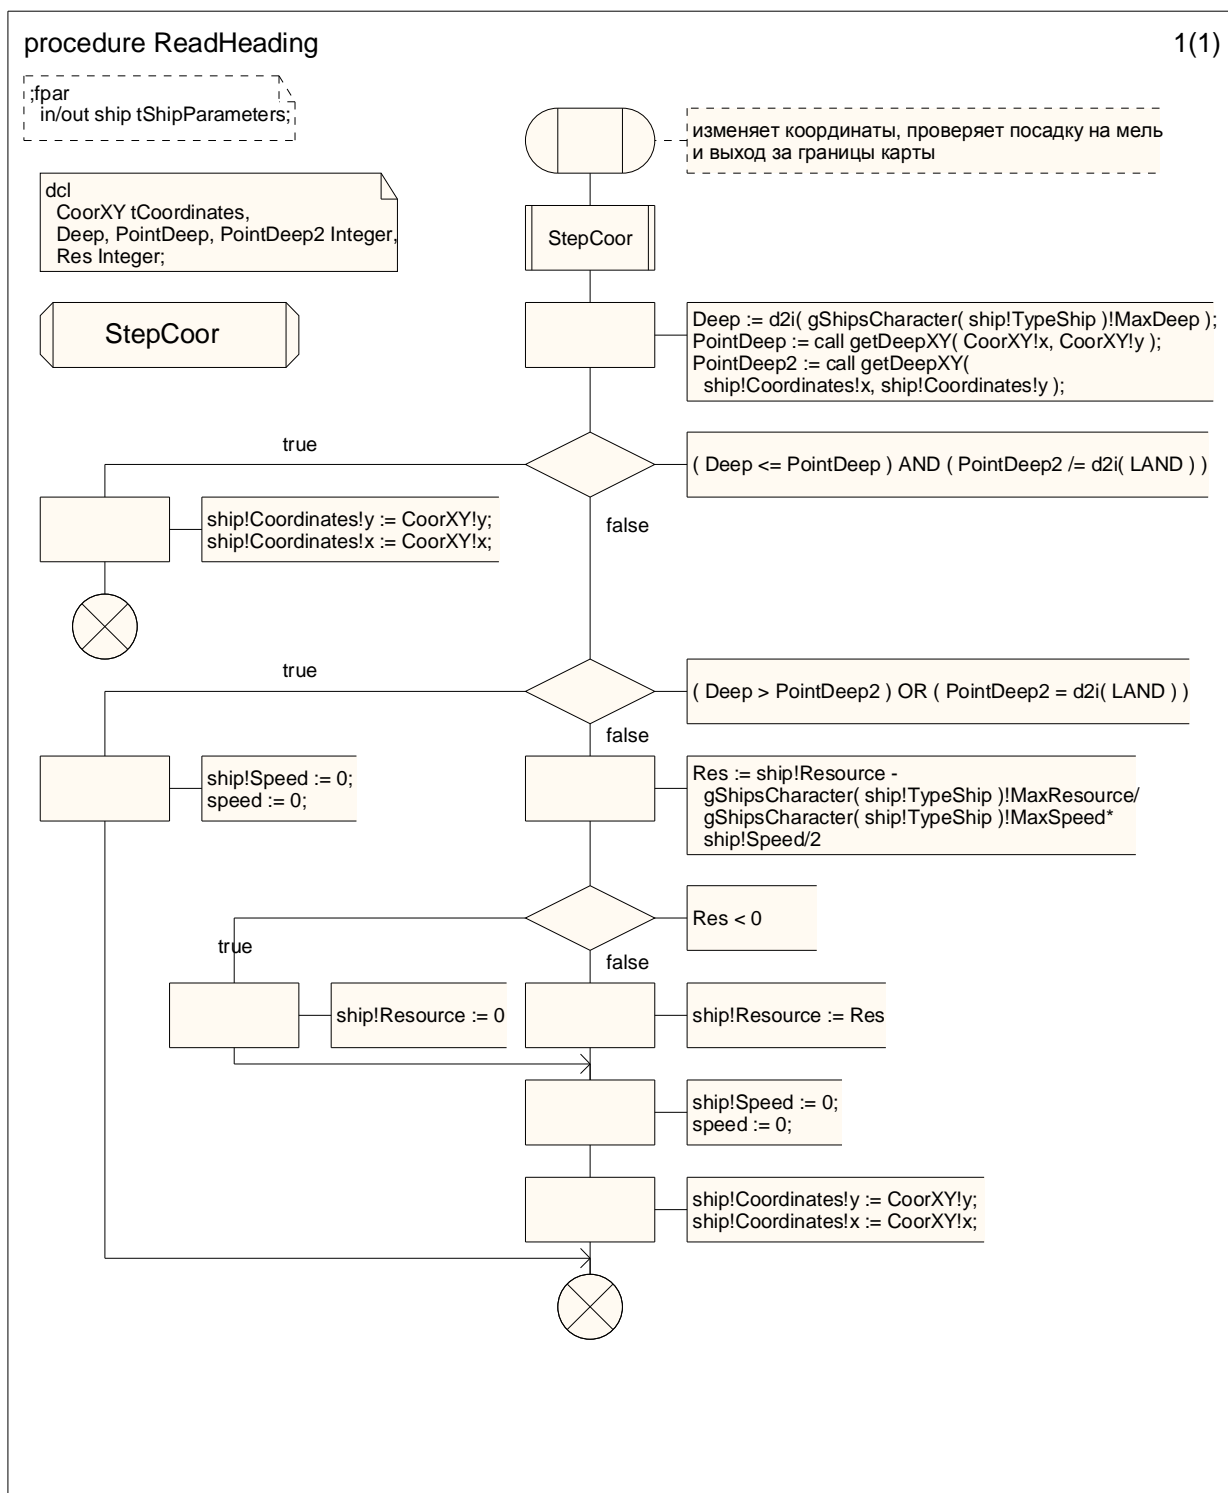 procedure ReadHeading
1(1)
;fpar
in/out ship tShipParameters;
изменяет координаты, проверяет посадку на мель
и выход за границы карты
dcl
CoorXY tCoordinates,
Deep, PointDeep, PointDeep2 Integer,
Res Integer;
StepCoor
StepCoor
Deep := d2i( gShipsCharacter( ship!TypeShip )!MaxDeep );
PointDeep := call getDeepXY( CoorXY!x, CoorXY!y );
PointDeep2 := call getDeepXY(
ship!Coordinates!x, ship!Coordinates!y );
true
( Deep <= PointDeep ) AND ( PointDeep2 /= d2i( LAND ) )
ship!Coordinates!y := CoorXY!y;
ship!Coordinates!x := CoorXY!x;
false
true
( Deep > PointDeep2 ) OR ( PointDeep2 = d2i( LAND ) )
false
ship!Speed := 0;
speed := 0;
Res := ship!Resource -
gShipsCharacter( ship!TypeShip )!MaxResource/
gShipsCharacter( ship!TypeShip )!MaxSpeed*
ship!Speed/2
Res < 0
true
false
ship!Resource := 0
ship!Resource := Res
ship!Speed := 0;
speed := 0;
ship!Coordinates!y := CoorXY!y;
ship!Coordinates!x := CoorXY!x;